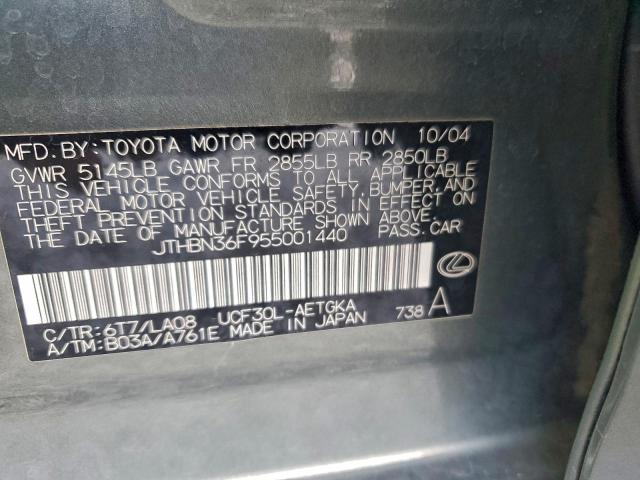 MFD.BY:TOYOTA MOTOR CORPORATION 10/04
GVWR 5145LB GAWR FR 2855LB RR 2850LB
THIS VEHICLE CONFORMS TO ALL APPLICABLE
FEDERAL MOTOR VEHICLE SAFETY,BUMPER,AND
THEFT PREVENTION STANDARDS IN EFFECT ON
THE DATE OF MANUFACTURE SHOWN ABOVE.
JTHBN36F955001440 PASS.CAR
C/TR:6T7/LA08 UCF30L-AETGKA
A/TM:B03A/A761E MADE IN JAPAN 738 A